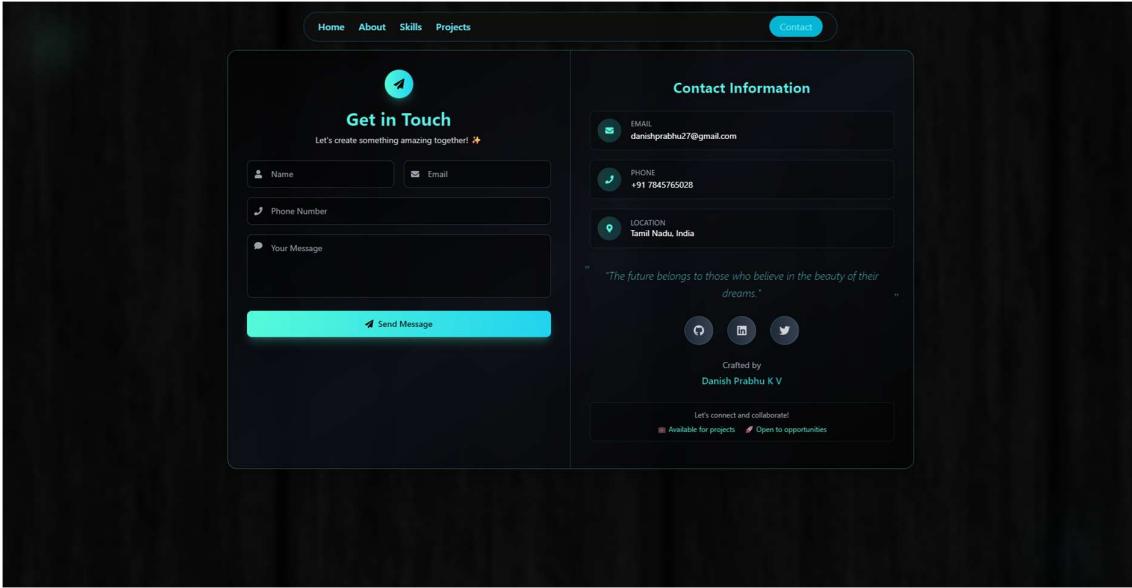 Home About Skills Projects Contact
Get in Touch
Let's create something amazing together! ✨
Name
Email
Phone Number
Your Message
Send Message
Contact Information
EMAIL
danishprabhu27@gmail.com
PHONE
+91 7845765028
LOCATION
Tamil Nadu, India
"
"The future belongs to those who believe in the beauty of their
dreams."
"
Crafted by
Danish Prabhu K V
Let's connect and collaborate!
💼 Available for projects 🚀 Open to opportunities